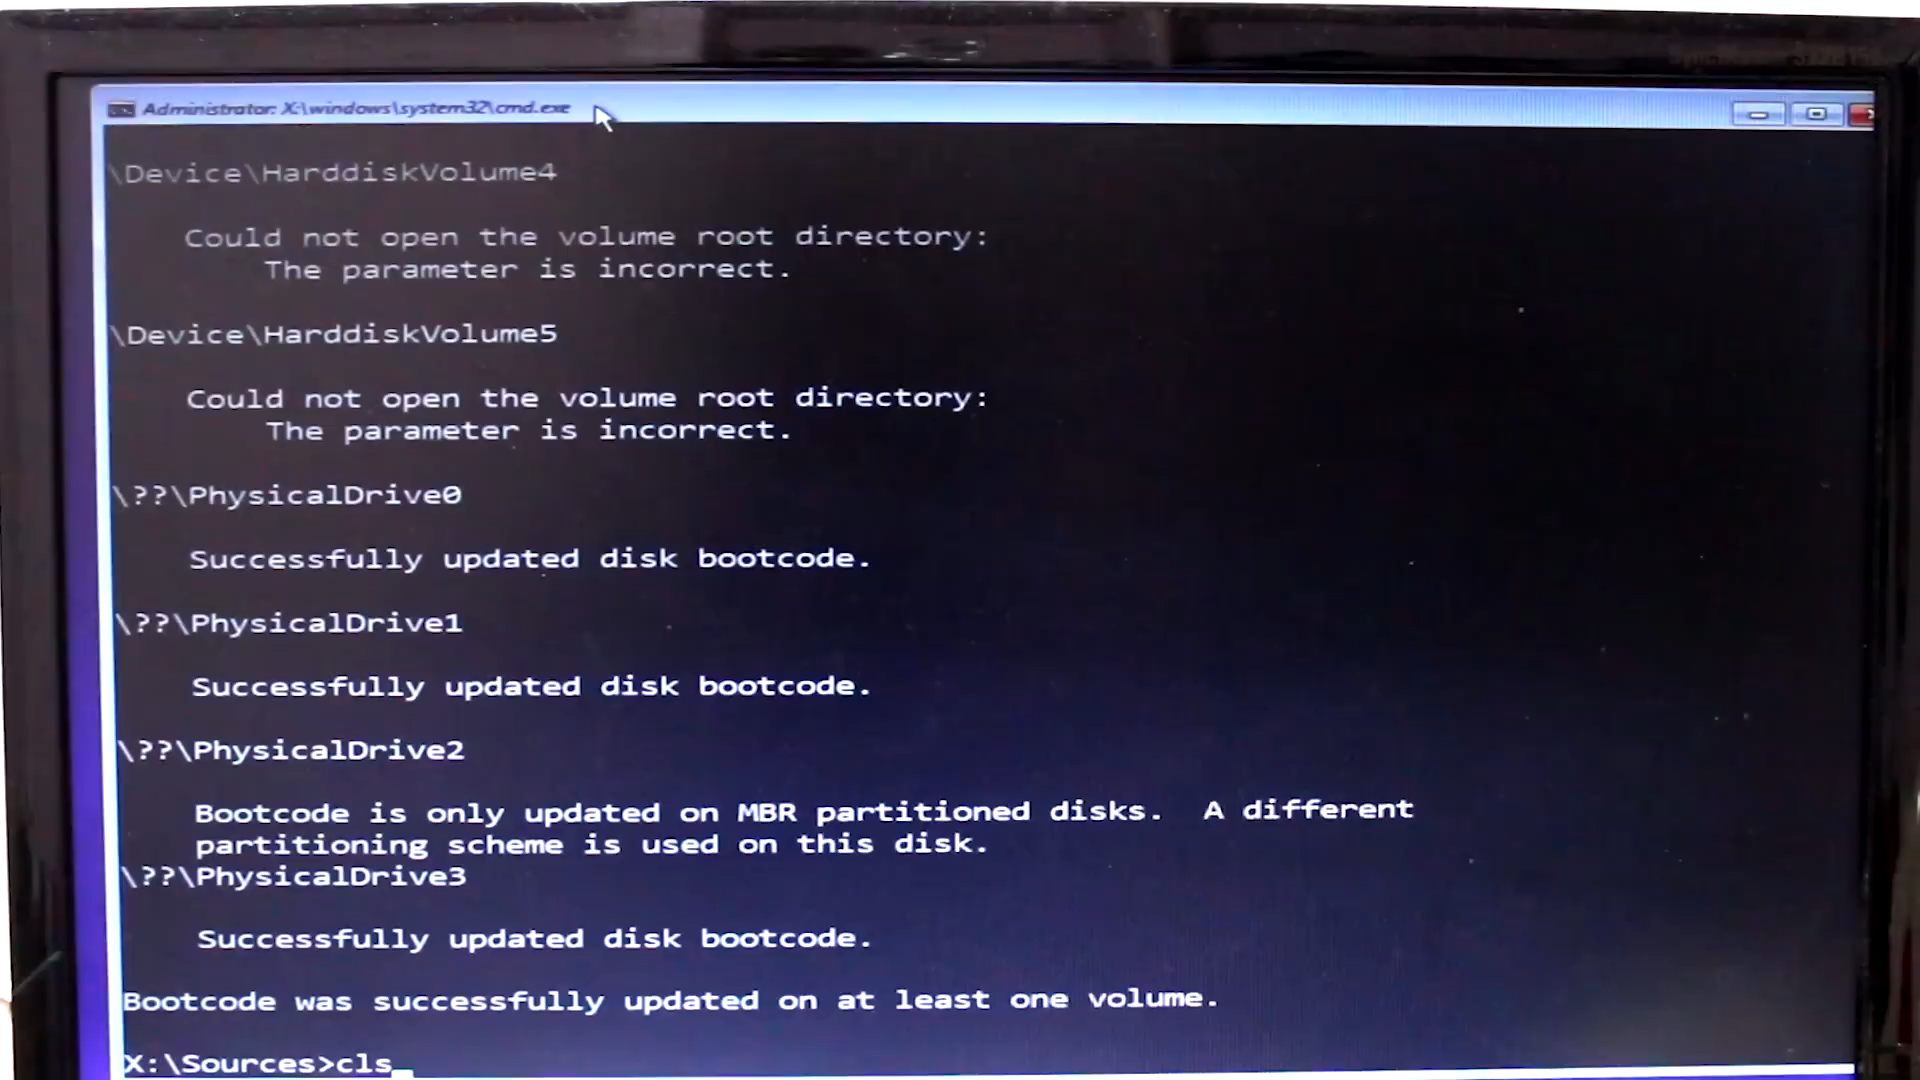 Administrator: X:\windows\system32\cmd.exe
\Device\HarddiskVolume4
Could not open the volume root directory:
The parameter is incorrect.
\Device\HarddiskVolume5
Could not open the volume root directory:
The parameter is incorrect.
\??\PhysicalDrive0
Successfully updated disk bootcode.
\??\PhysicalDrive1
Successfully updated disk bootcode.
\??\PhysicalDrive2
Bootcode is only updated on MBR partitioned disks.  A different
partitioning scheme is used on this disk.
\??\PhysicalDrive3
Successfully updated disk bootcode.
Bootcode was successfully updated on at least one volume.
X:\Sources>cls_